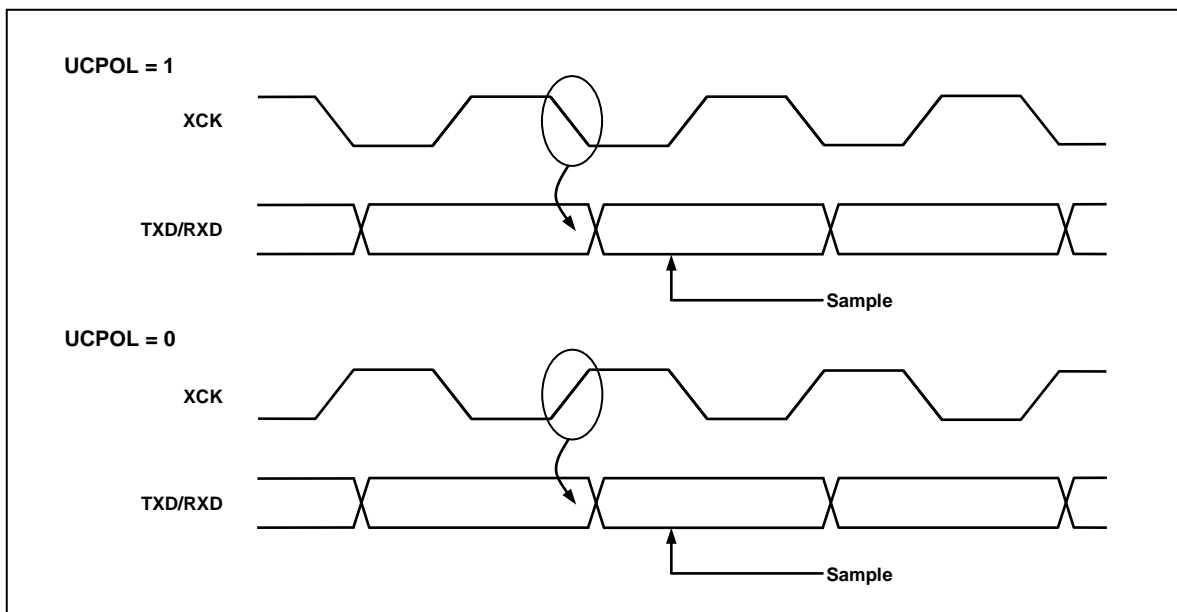 UCPOL = 1
XCK
TXD/RXD
Sample
UCPOL = 0
XCK
TXD/RXD
Sample